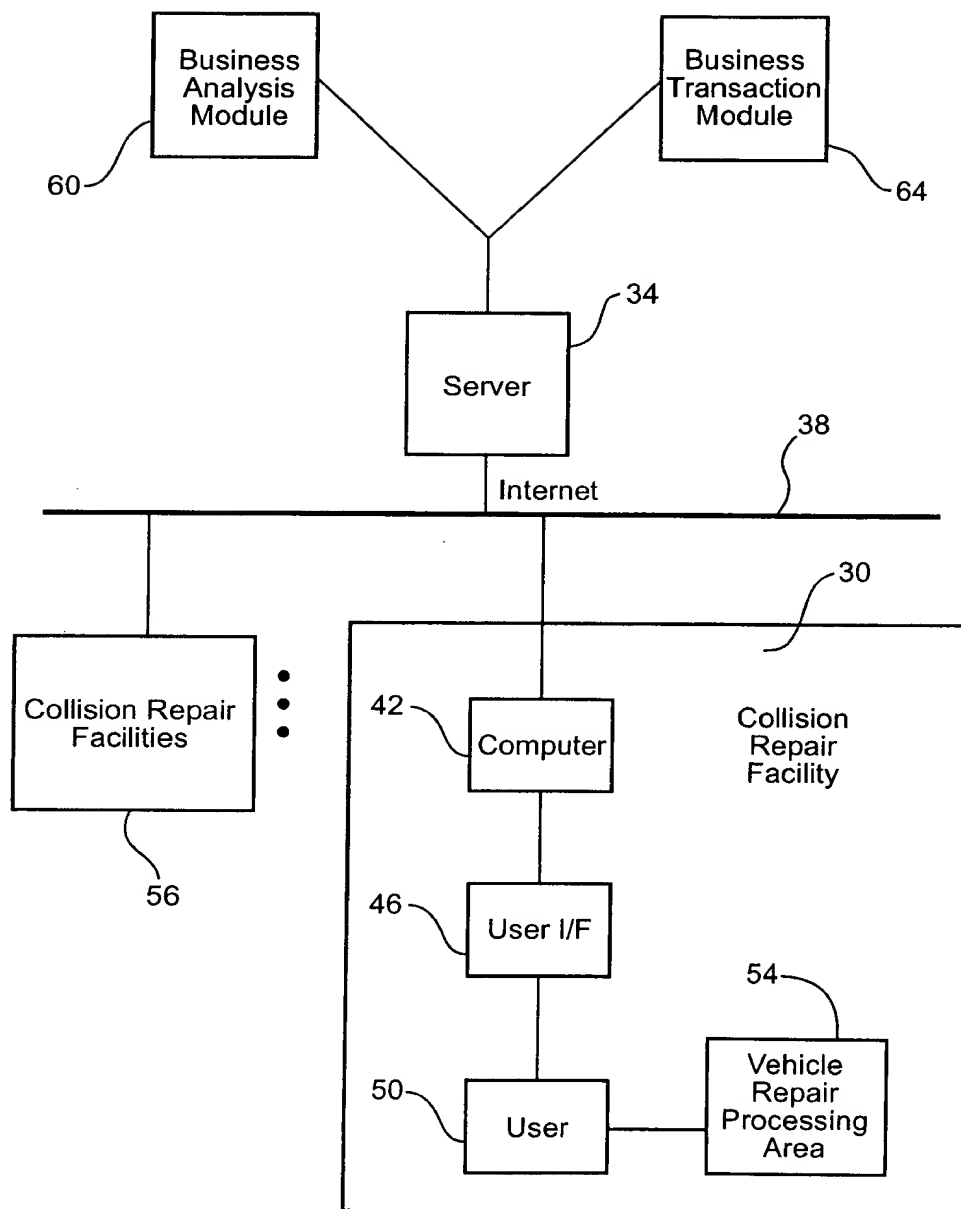 Business
Analysis
Module
60
Business
Transaction
Module
64
34
Server
38
Internet
30
Collision Repair
Facilities
56
42
Computer
Collision
Repair
Facility
46
User I/F
54
50
User
Vehicle
Repair
Processing
Area